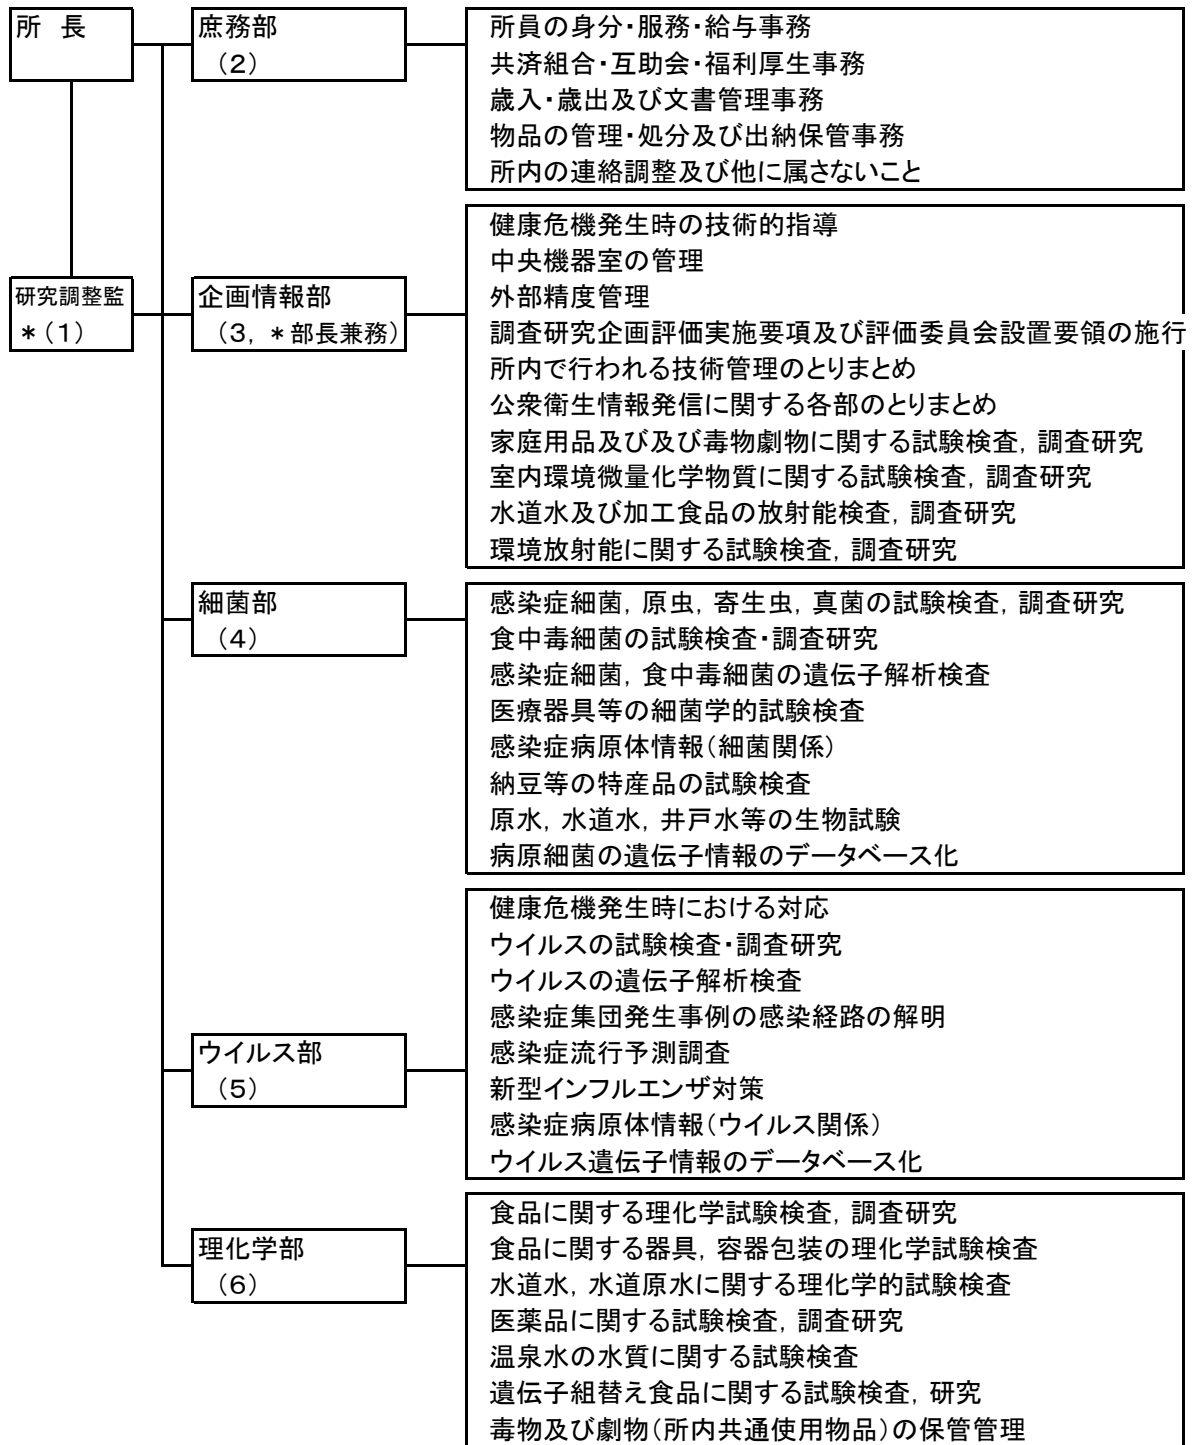 所 長
庶務部
（2）
所員の身分・服務・給与事務
共済組合・互助会・福利厚生事務
歳入・歳出及び文書管理事務
物品の管理・処分及び出納保管事務
所内の連絡調整及び他に属さないこと
研究調整監
＊（1）
企画情報部
（3，＊部長兼務）
健康危機発生時の技術的指導
中央機器室の管理
外部精度管理
調査研究企画評価実施要項及び評価委員会設置要領の施行
所内で行われる技術管理のとりまとめ
公衆衛生情報発信に関する各部のとりまとめ
家庭用品及び及び毒物劇物に関する試験検査，調査研究
室内環境微量化学物質に関する試験検査，調査研究
水道水及び加工食品の放射能検査，調査研究
環境放射能に関する試験検査，調査研究
細菌部
（4）
感染症細菌，原虫，寄生虫，真菌の試験検査，調査研究
食中毒細菌の試験検査・調査研究
感染症細菌，食中毒細菌の遺伝子解析検査
医療器具等の細菌学的試験検査
感染症病原体情報（細菌関係）
納豆等の特産品の試験検査
原水，水道水，井戸水等の生物試験
病原細菌の遺伝子情報のデータベース化
ウイルス部
（5）
健康危機発生時における対応
ウイルスの試験検査・調査研究
ウイルスの遺伝子解析検査
感染症集団発生事例の感染経路の解明
感染症流行予測調査
新型インフルエンザ対策
感染症病原体情報（ウイルス関係）
ウイルス遺伝子情報のデータベース化
理化学部
（6）
食品に関する理化学試験検査，調査研究
食品に関する器具，容器包装の理化学試験検査
水道水，水道原水に関する理化学的試験検査
医薬品に関する試験検査，調査研究
温泉水の水質に関する試験検査
遺伝子組替え食品に関する試験検査，研究
毒物及び劇物（所内共通使用物品）の保管管理